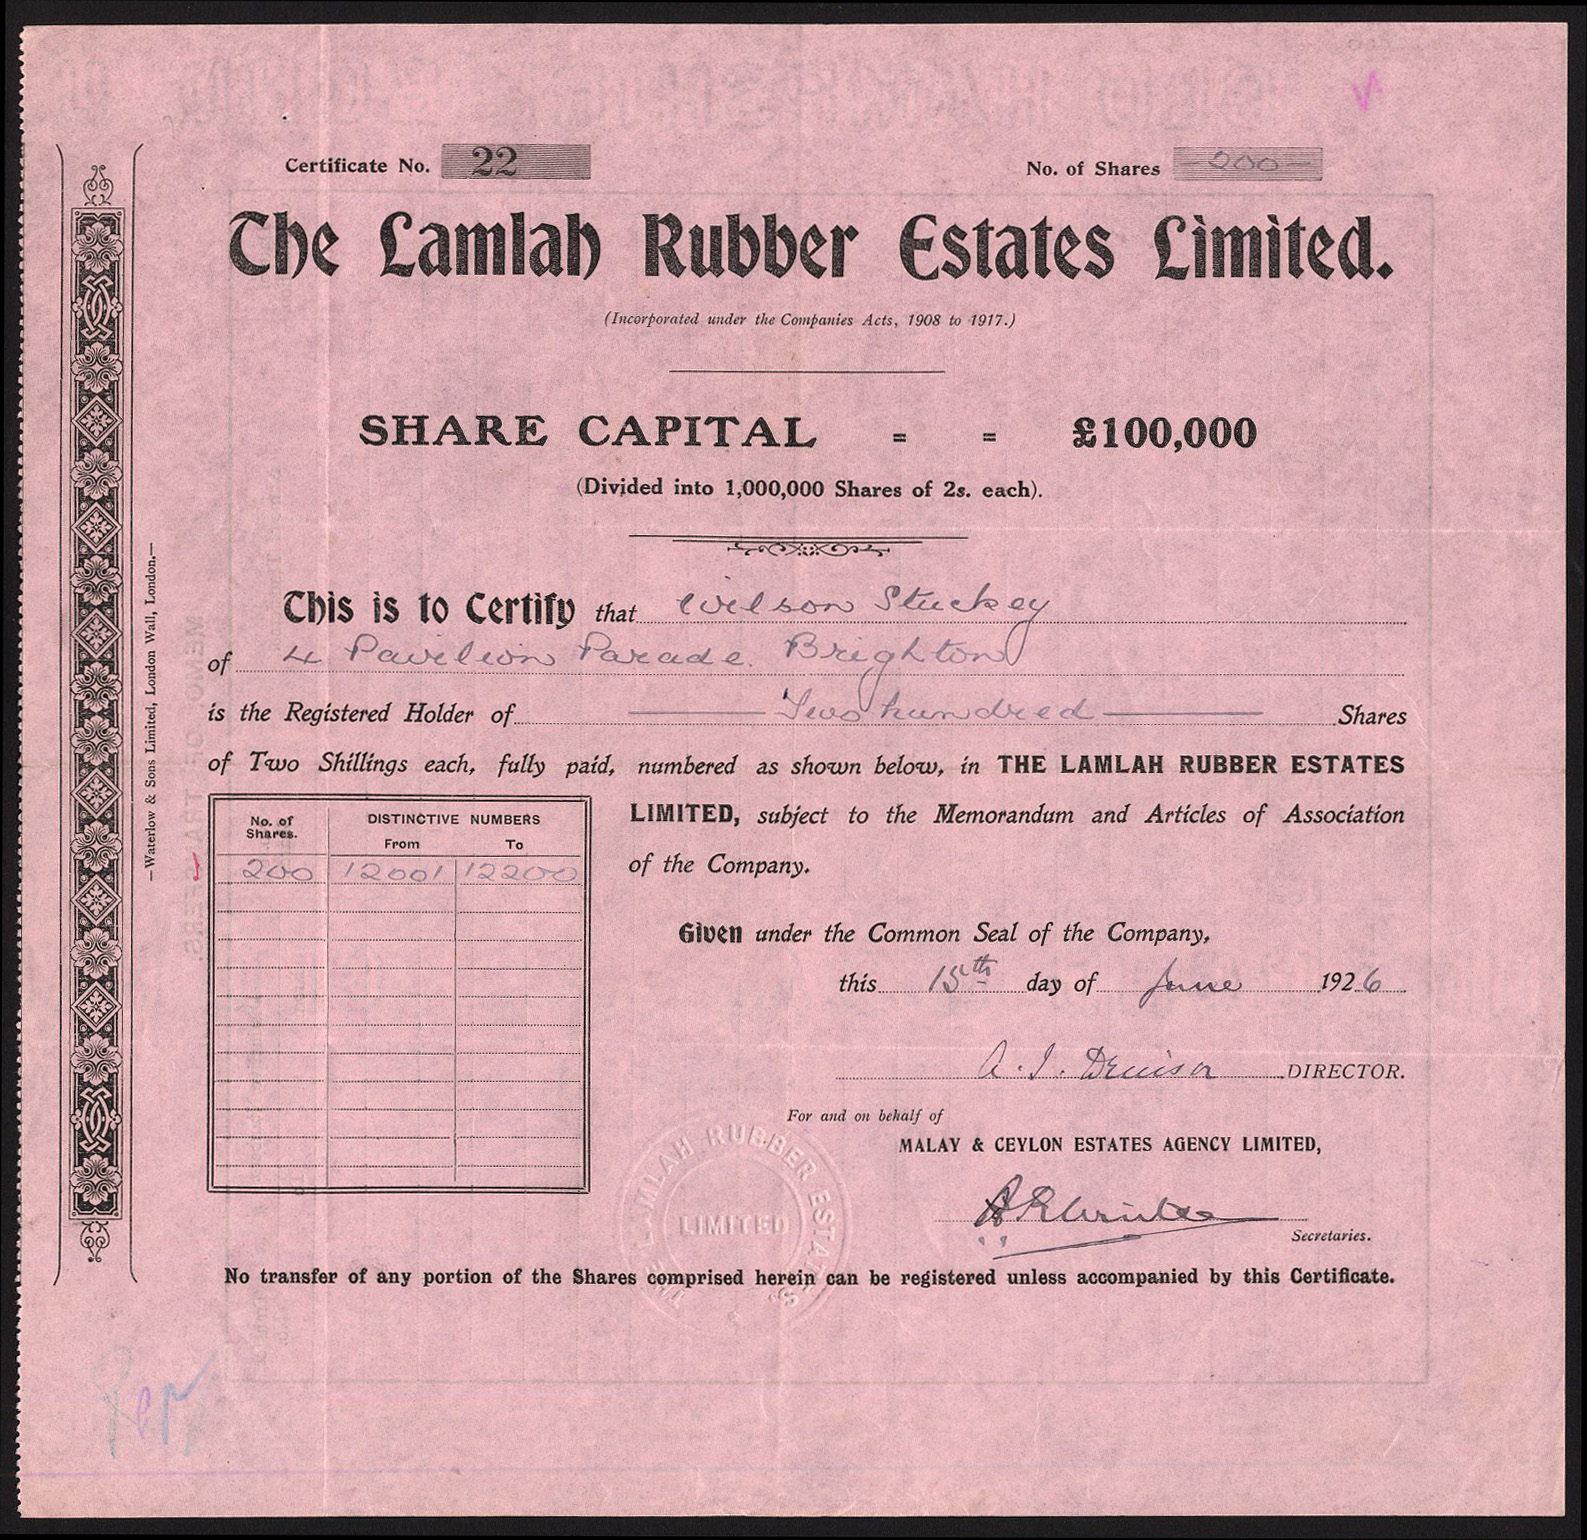 Certificate No. 22
No. of Shares 200
The Lamlah Rubber Estates Limited.
(Incorporated under the Companies Acts, 1908 to 1917.)
SHARE CAPITAL = = £100,000
(Divided into 1,000,000 Shares of 2s. each).
This is to Certify that Wilson Stuckey
of 4 Pavilion Parade. Brighton
is the Registered Holder of Two hundred Shares
of Two Shillings each, fully paid, numbered as shown below, in THE LAMLAH RUBBER ESTATES
LIMITED, subject to the Memorandum and Articles of Association
of the Company.
No. of Shares. DISTINCTIVE NUMBERS
From To
200 12001 12200
Given under the Common Seal of the Company,
this 15th day of June 1926
DIRECTOR.
For and on behalf of
MALAY & CEYLON ESTATES AGENCY LIMITED,
Secretaries.
THE LAMLAH RUBBER ESTATES
LIMITED
No transfer of any portion of the Shares comprised herein can be registered unless accompanied by this Certificate.
—Waterlow & Sons Limited, London Wall, London.—